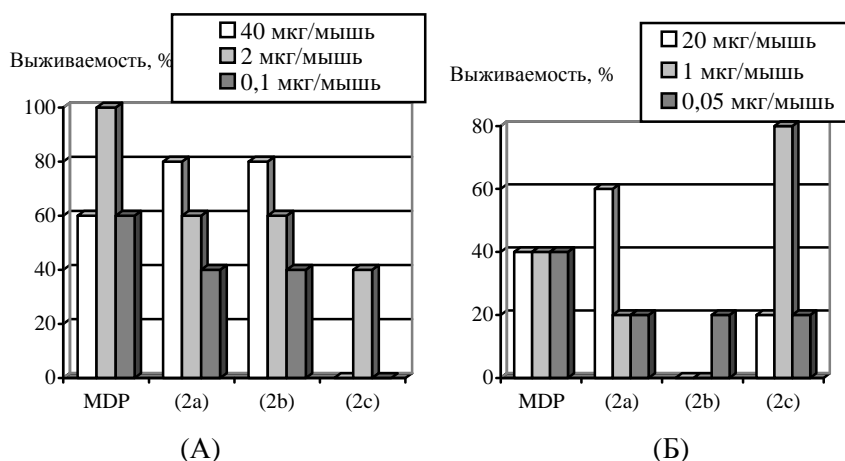 Выживаемость, %
40 мкг/мышь
2 мкг/мышь
0,1 мкг/мышь
100
80
60
40
20
0
MDP (2a) (2b) (2c)
(А)
Выживаемость, %
20 мкг/мышь
1 мкг/мышь
0,05 мкг/мышь
80
60
40
20
0
MDP (2a) (2b) (2c)
(Б)